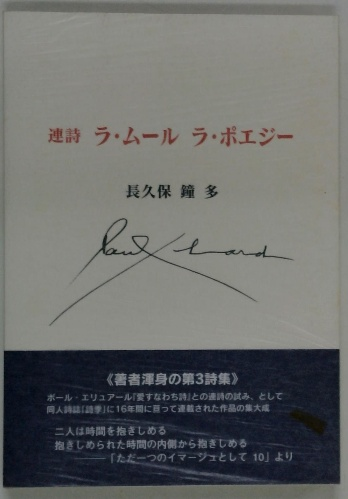 連詩 ラ・ムール ラ・ポエジー
長久保 鐘 多
Paul Eluard
《著者渾身の第3詩集》
ポール・エリュアール『愛すなわち詩』との連詩の試み、として
同人詩誌『詩季』に16年間に亘って連載された作品の集大成
二人は時間を抱きしめる
抱きしめられた時間の内側から抱きしめる
――「ただ一つのイマージュとして 10」より